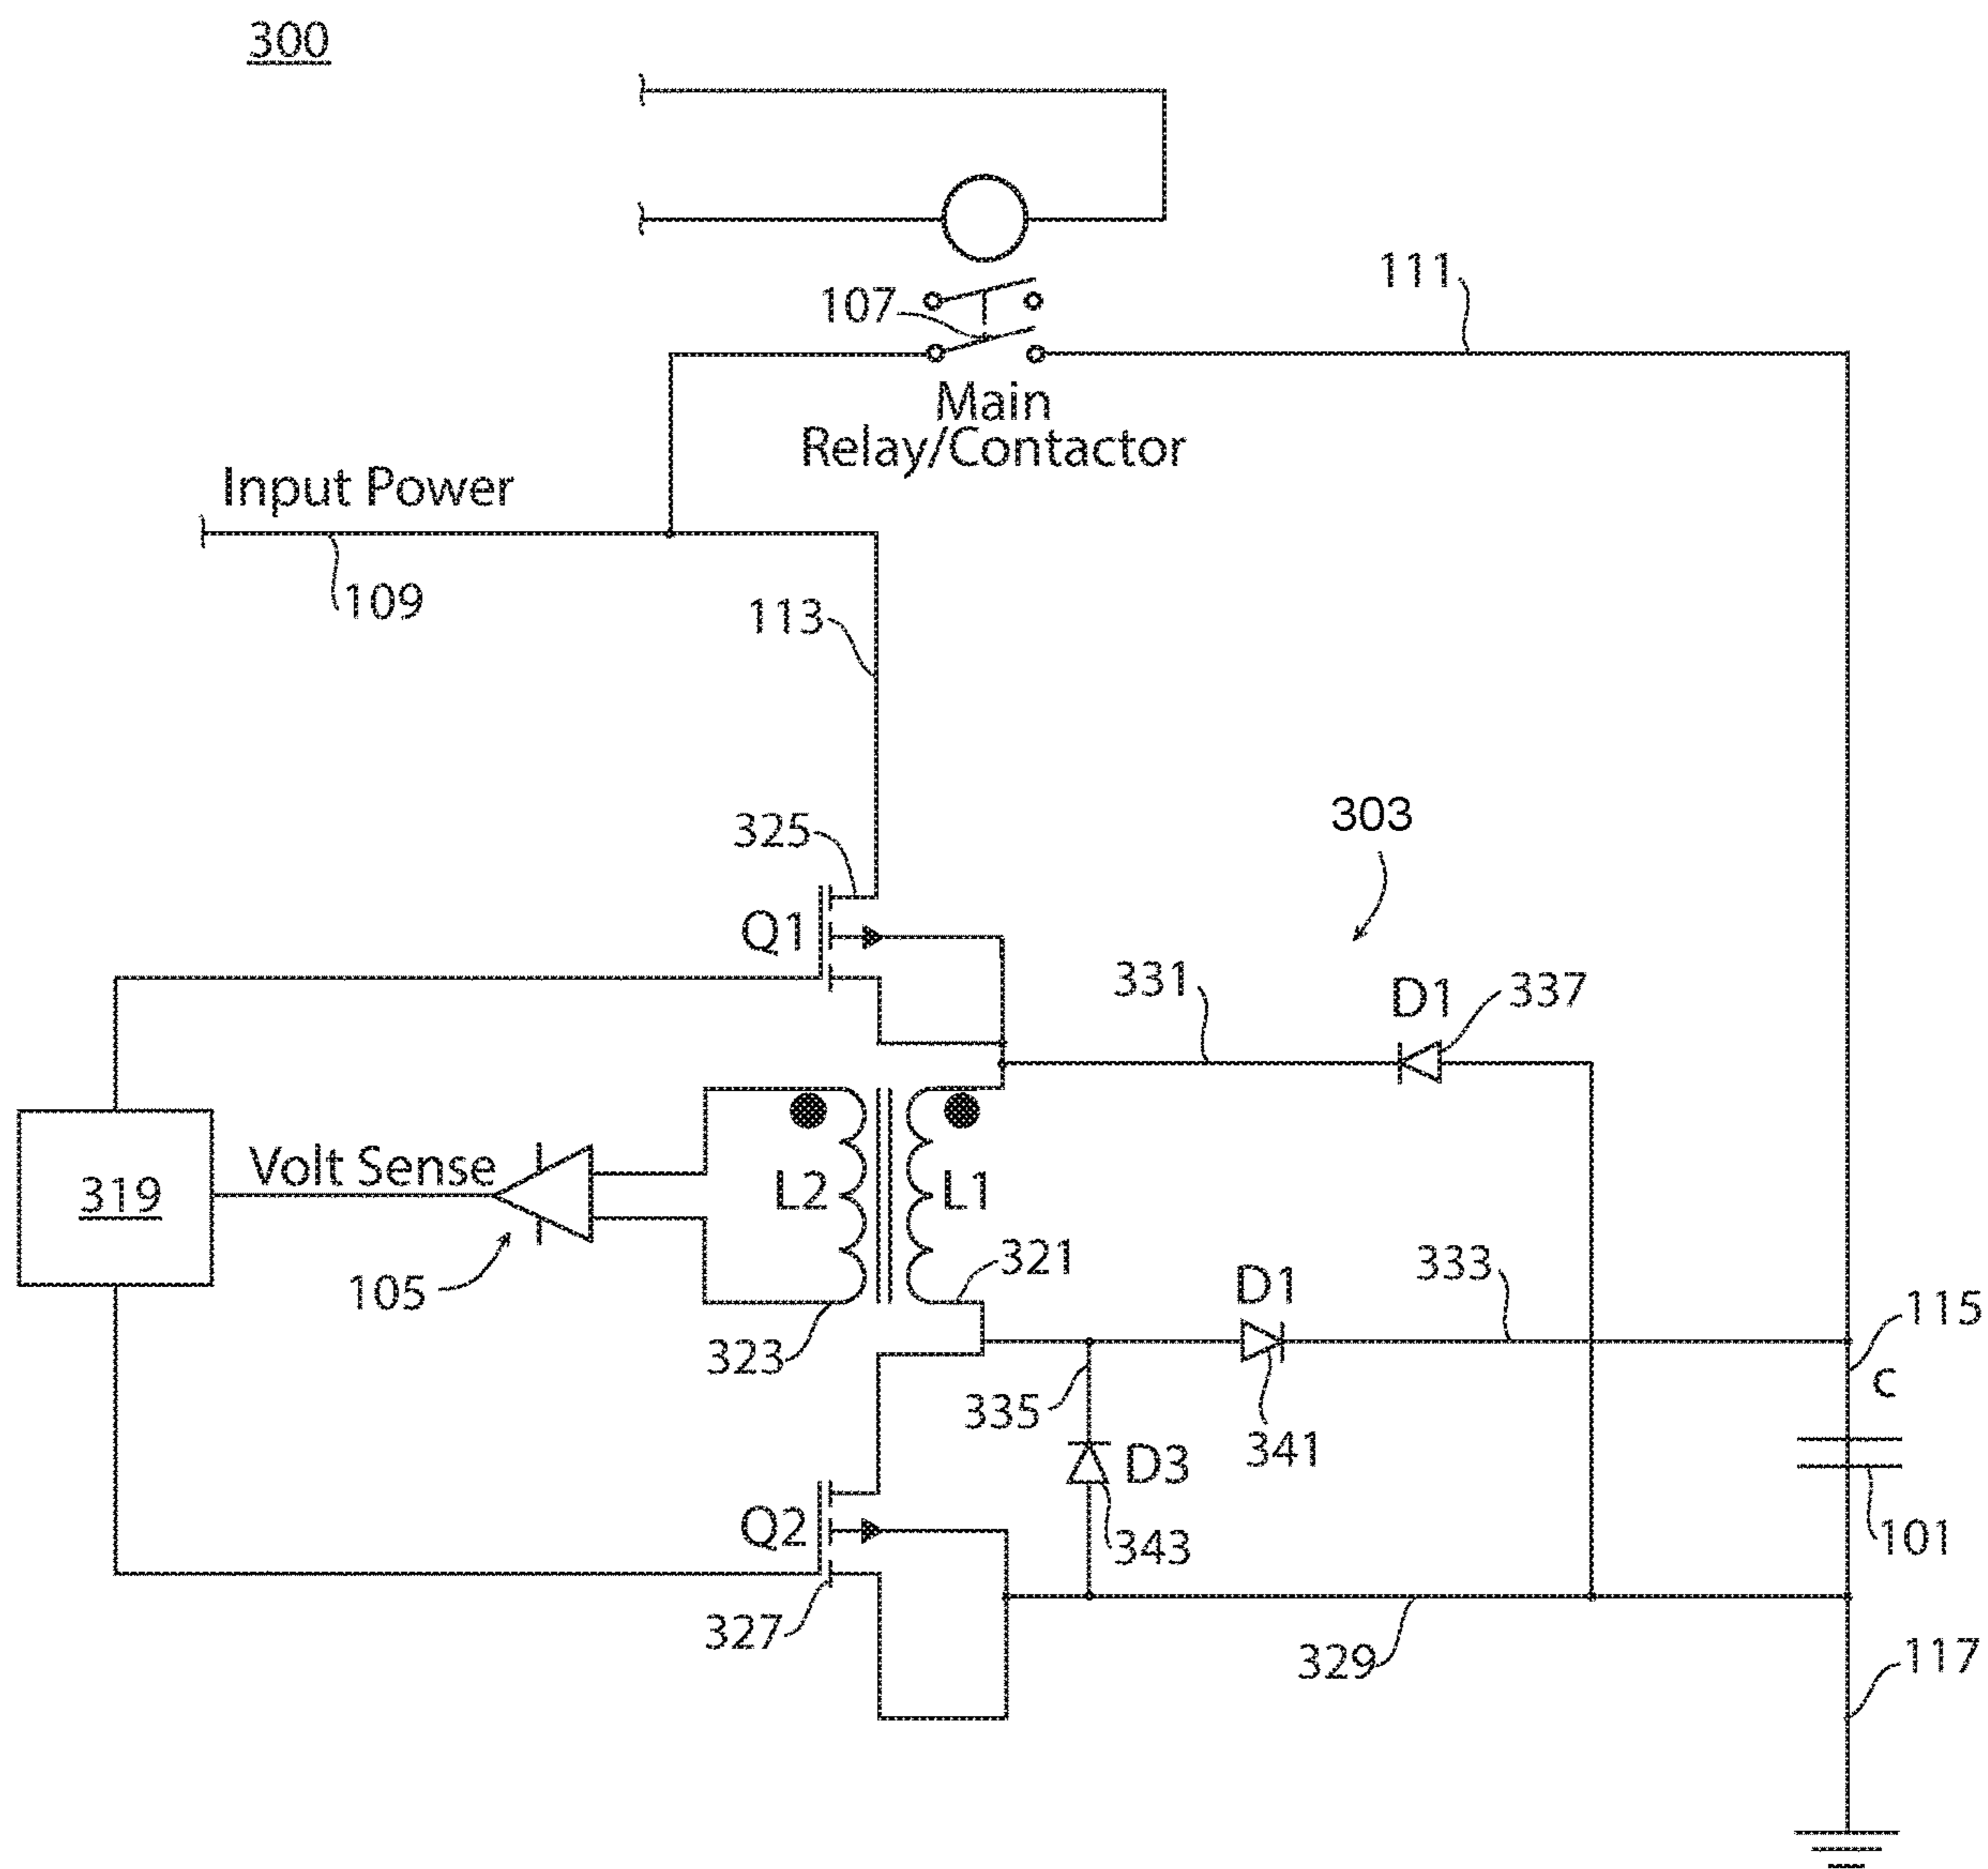 300
107
111
Main
Relay/Contactor
Input Power
109
113
325
303
Q1
331
D1
337
Volt Sense
319
L2
L1
105
321
D1
333
115
323
C
335
341
D3
Q2
343
101
327
329
117